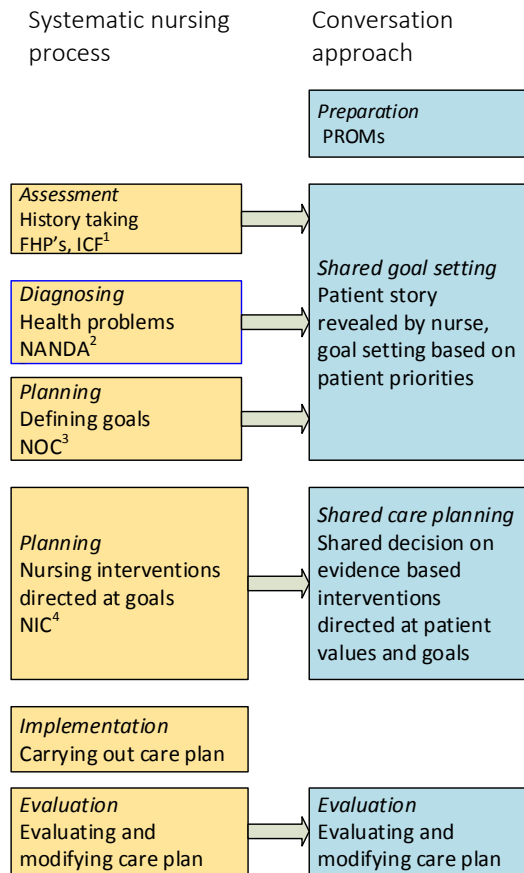 Systematic nursing
process
Conversation
approach
Preparation
PROMs
Assessment
History taking
FHP's, ICF1
Diagnosing
Health problems
NANDA2
Planning
Defining goals
NOC3
Shared goal setting
Patient story
revealed by nurse,
goal setting based on
patient priorities
Planning
Nursing interventions
directed at goals
NIC4
Shared care planning
Shared decision on
evidence based
interventions
directed at patient
values and goals
Implementation
Carrying out care plan
Evaluation
Evaluating and
modifying care plan
Evaluation
Evaluating and
modifying care plan